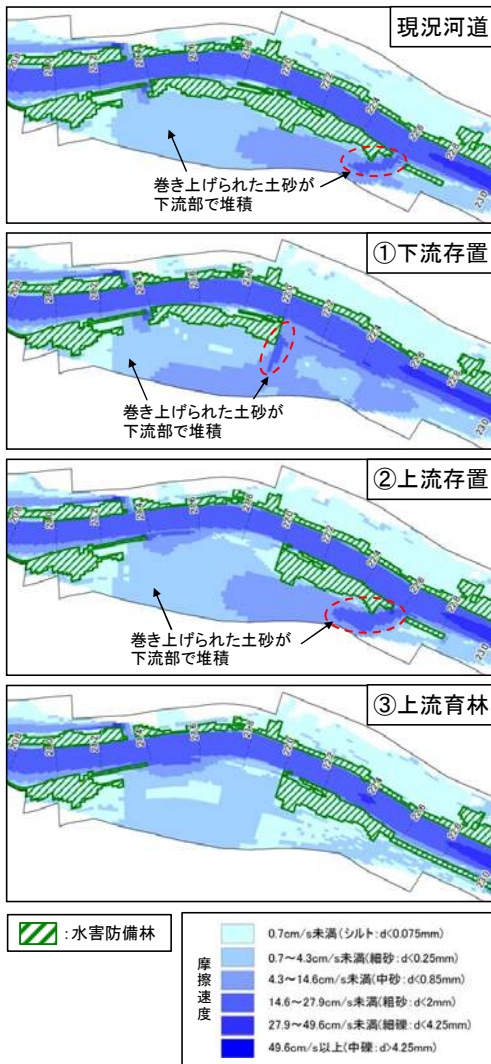 現況河道
巻き上げられた土砂が
下流部で堆積
①下流存置
巻き上げられた土砂が
下流部で堆積
②上流存置
巻き上げられた土砂が
下流部で堆積
③上流育林
:水害防備林
摩擦速度
0.7cm/s未満(シルト:d<0.075mm)
0.7～4.3cm/s未満(細砂:d<0.25mm)
4.3～14.6cm/s未満(中砂:d<0.85mm)
14.6～27.9cm/s未満(粗砂:d<2mm)
27.9～49.6cm/s未満(細礫:d<4.25mm)
49.6cm/s以上(中礫:d>4.25mm)